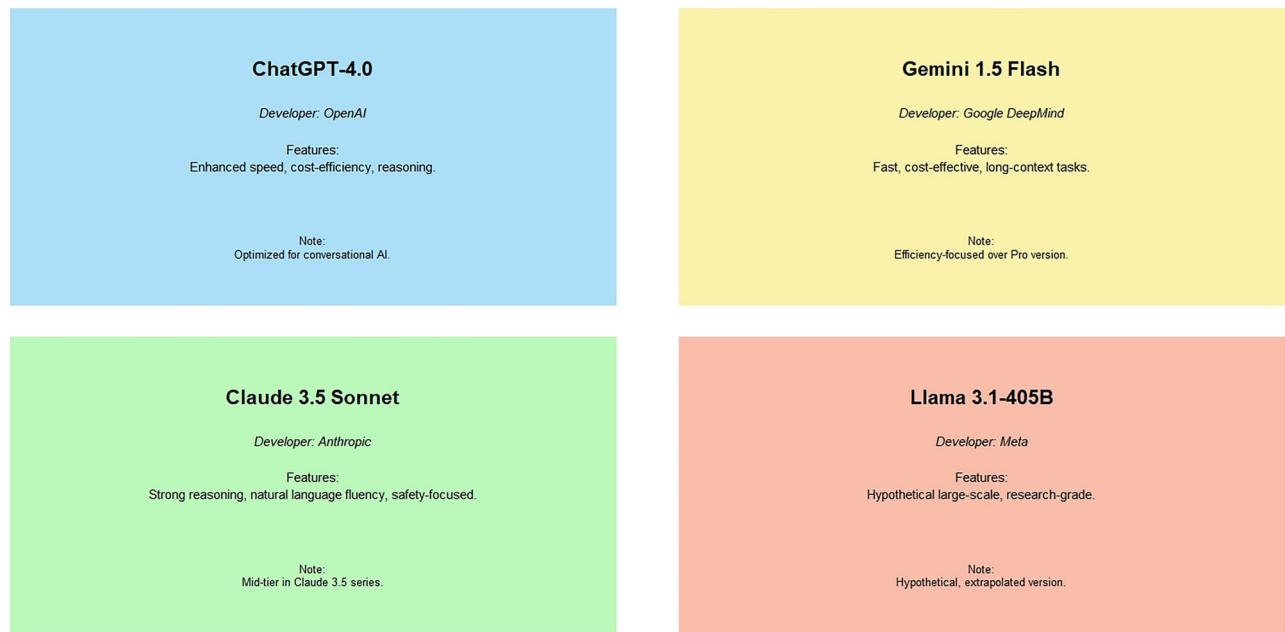 ChatGPT-4.0
Developer: OpenAI
Features:
Enhanced speed, cost-efficiency, reasoning.
Note:
Optimized for conversational AI.
Gemini 1.5 Flash
Developer: Google DeepMind
Features:
Fast, cost-effective, long-context tasks.
Note:
Efficiency-focused over Pro version.
Claude 3.5 Sonnet
Developer: Anthropic
Features:
Strong reasoning, natural language fluency, safety-focused.
Note:
Mid-tier in Claude 3.5 series.
Llama 3.1-405B
Developer: Meta
Features:
Hypothetical large-scale, research-grade.
Note:
Hypothetical, extrapolated version.